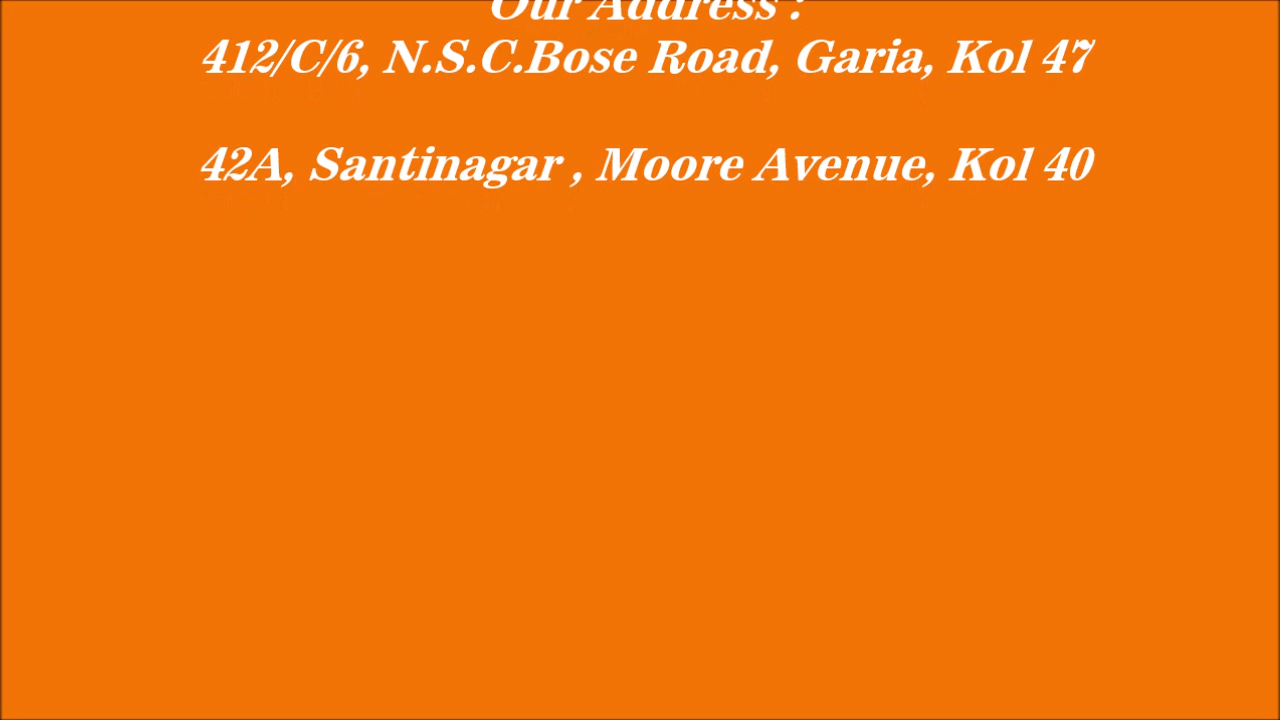 Our Address :
412/C/6, N.S.C.Bose Road, Garia, Kol 47
42A, Santinagar , Moore Avenue, Kol 40